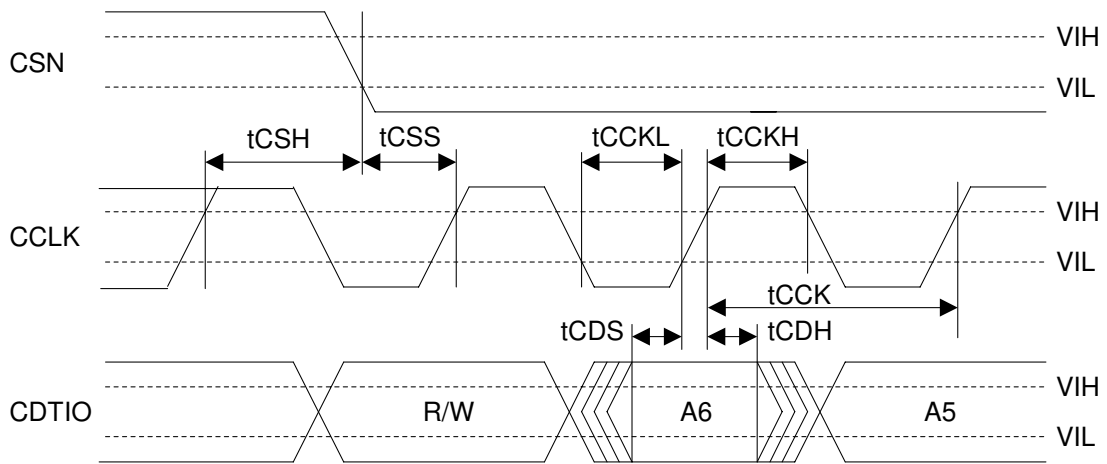 VIH
CSN
VIL
tCSH
tCSS
tCCKL
tCCKH
VIH
CCLK
VIL
tCCK
tCDS
tCDH
VIH
CDTIO
R/W
A6
A5
VIL